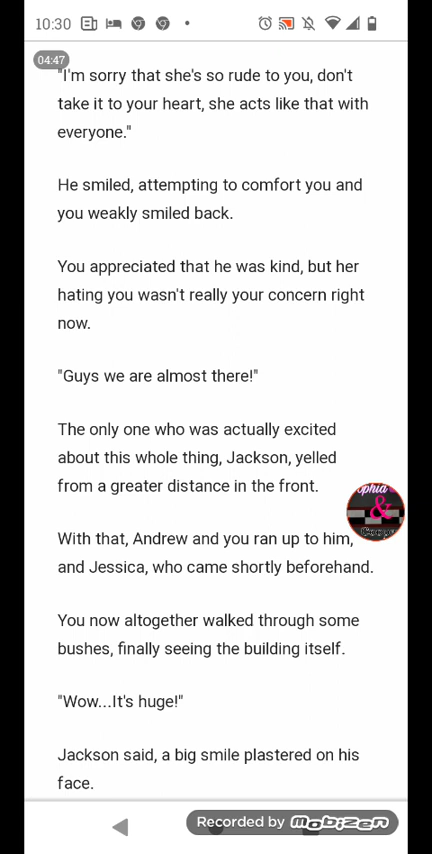 10:30
04:47
"I'm sorry that she's so rude to you, don't
take it to your heart, she acts like that with
everyone."
He smiled, attempting to comfort you and
you weakly smiled back.
You appreciated that he was kind, but her
hating you wasn't really your concern right
now.
"Guys we are almost there!"
The only one who was actually excited
about this whole thing, Jackson, yelled
from a greater distance in the front.
&
With that, Andrew and you ran up to him,
and Jessica, who came shortly beforehand.
You now altogether walked through some
bushes, finally seeing the building itself.
"Wow...It's huge!"
Jackson said, a big smile plastered on his
face.
Recorded by Mobizen